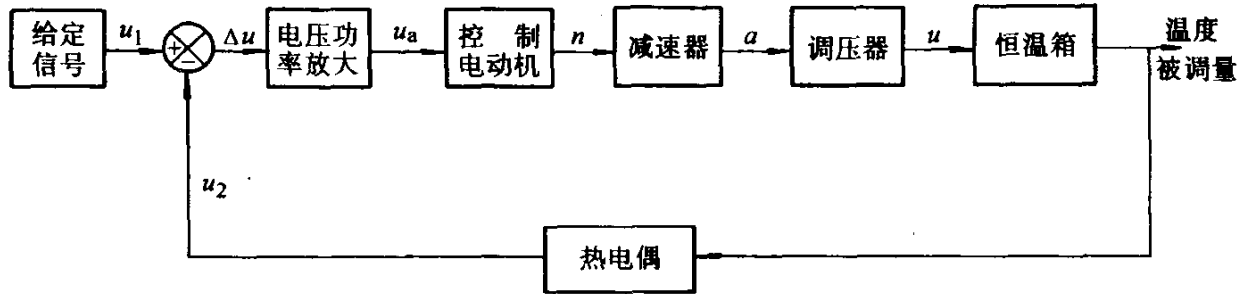 给定
信号
u1
+
−
Δu
电压功
率放大
ua
控 制
电动机
n
减速器
a
调压器
u
恒温箱
温度
被调量
u2
热电偶